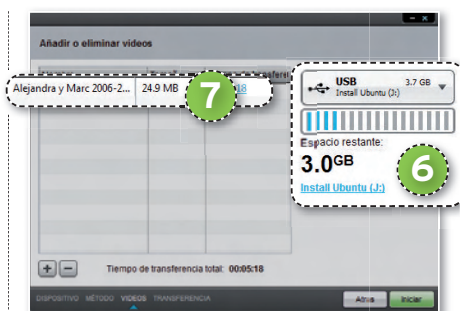 Añadir o eliminar videos
Alejandra y Marc 2006-2... 24.9 MB 7 18
USB 3.7 GB
Install Ubuntu (J:)
Espacio restante:
3.0GB
6
Install Ubuntu (J:)
+ -
Tiempo de transferencia total: 00:05:18
DISPOSITIVO MÉTODO VIDEOS TRANSFERENCIA
Atrás Iniciar